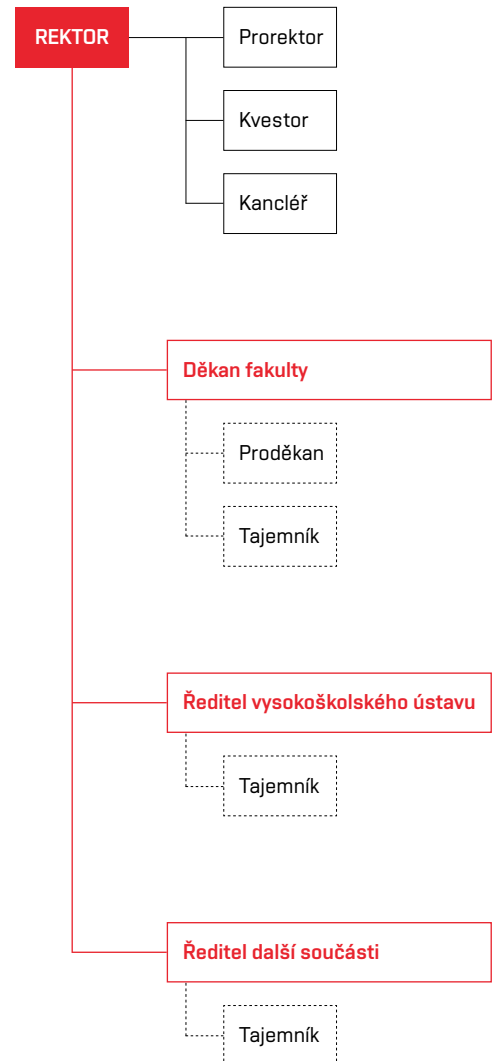 REKTOR
Prorektor
Kvestor
Kancléř
Děkan fakulty
Proděkan
Tajemník
Ředitel vysokoškolského ústavu
Tajemník
Ředitel další součásti
Tajemník